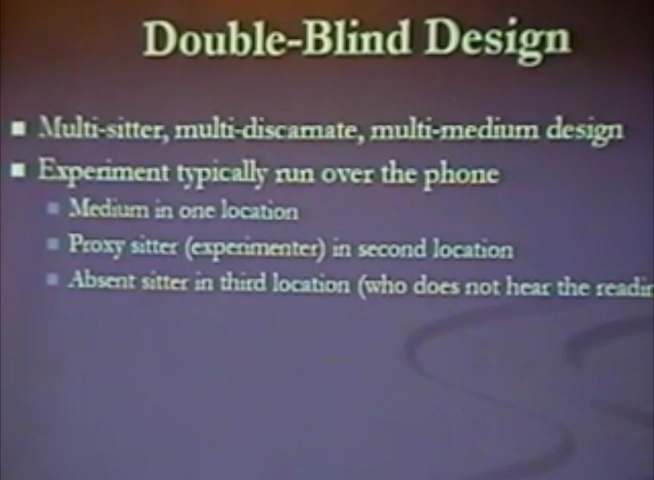 Double-Blind Design
Multi-sitter, multi-discarnate, multi-medium design
Experiment typically run over the phone
Medium in one location
Proxy sitter (experimenter) in second location
Absent sitter in third location (who does not hear the readin